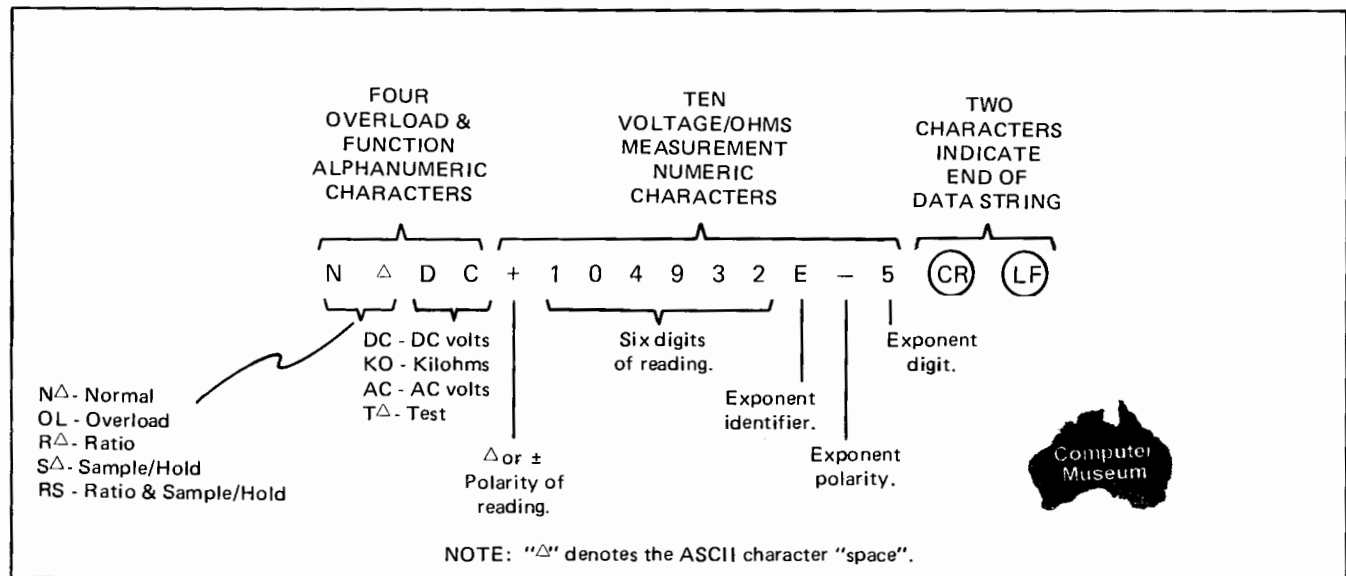 FOUR
OVERLOAD &
FUNCTION
ALPHANUMERIC
CHARACTERS
TEN
VOLTAGE/OHMS
MEASUREMENT
NUMERIC
CHARACTERS
TWO
CHARACTERS
INDICATE
END OF
DATA STRING
N △ D C + 1 0 4 9 3 2 E – 5 CR LF
DC - DC volts
KO - Kilohms
AC - AC volts
T△ - Test
Six digits
of reading.
Exponent
digit.
N△ - Normal
OL - Overload
R△ - Ratio
S△ - Sample/Hold
RS - Ratio & Sample/Hold
△ or ±
Polarity of
reading.
Exponent
identifier.
Exponent
polarity.
Computer
Museum
NOTE: "△" denotes the ASCII character "space".